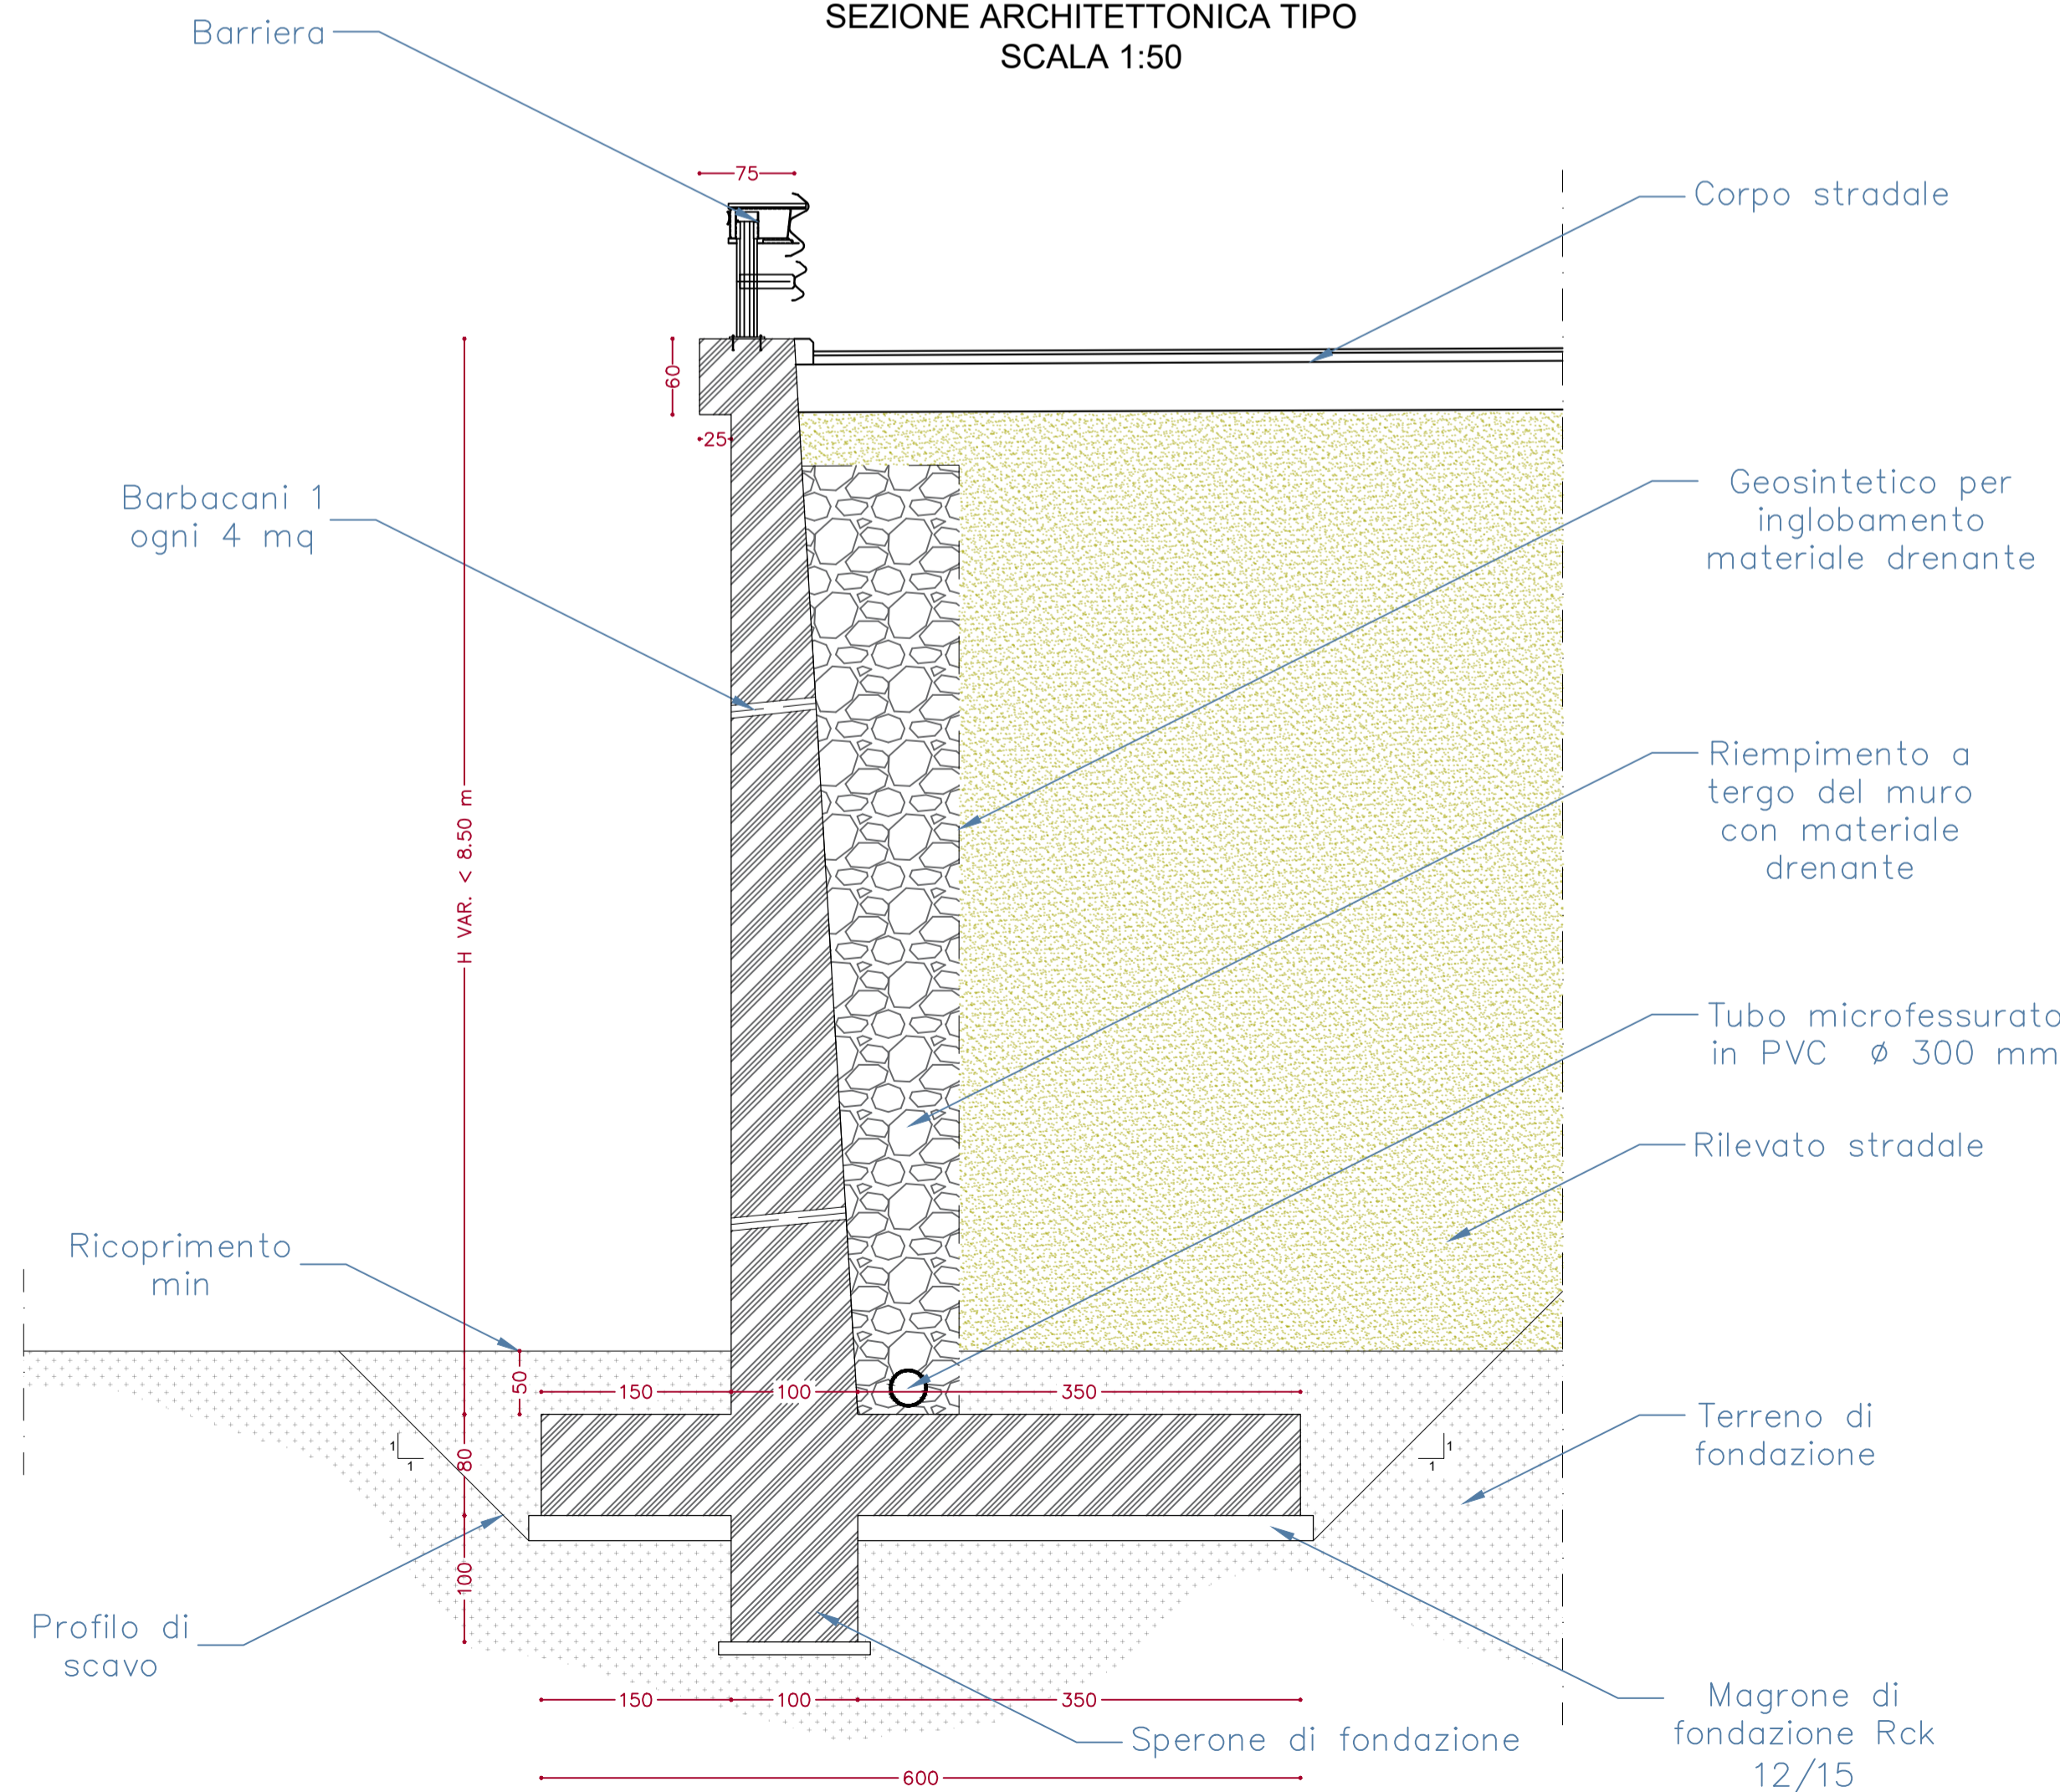 SEZIONE ARCHITETTONICA TIPO
SCALA 1:50
Barriera
75
Corpo stradale
60
25
Barbacani 1
ogni 4 mq
Geosintetico per
inglobamento
materiale drenante
H VAR. < 8.50 m
Riempimento a
tergo del muro
con materiale
drenante
Tubo microfessurato
in PVC Ø 300 mm
Rilevato stradale
Ricoprimento
min
50
150
100
350
80
1
1
1
1
Terreno di
fondazione
100
Profilo di
scavo
150
100
350
Sperone di fondazione
Magrone di
fondazione Rck
12/15
600